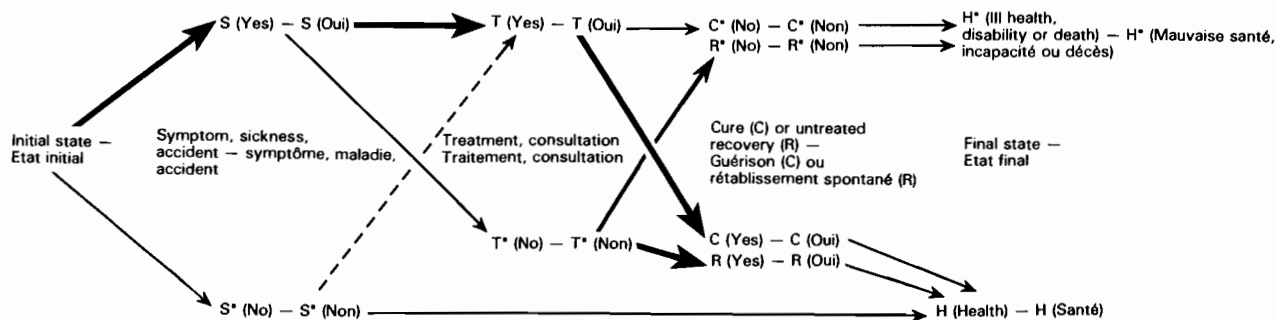 S (Yes) – S (Oui)
T (Yes) – T (Oui)
C* (No) – C* (Non)
R* (No) – R* (Non)
H* (Ill health,
disability or death) – H* (Mauvaise santé,
incapacité ou décès)
Initial state –
Etat initial
Symptom, sickness,
accident – symptôme, maladie,
accident
Treatment, consultation
Traitement, consultation
Cure (C) or untreated
recovery (R) –
Guérison (C) ou
rétablissement spontané (R)
Final state –
Etat final
T* (No) – T* (Non)
C (Yes) – C (Oui)
R (Yes) – R (Oui)
S* (No) – S* (Non)
H (Health) – H (Santé)